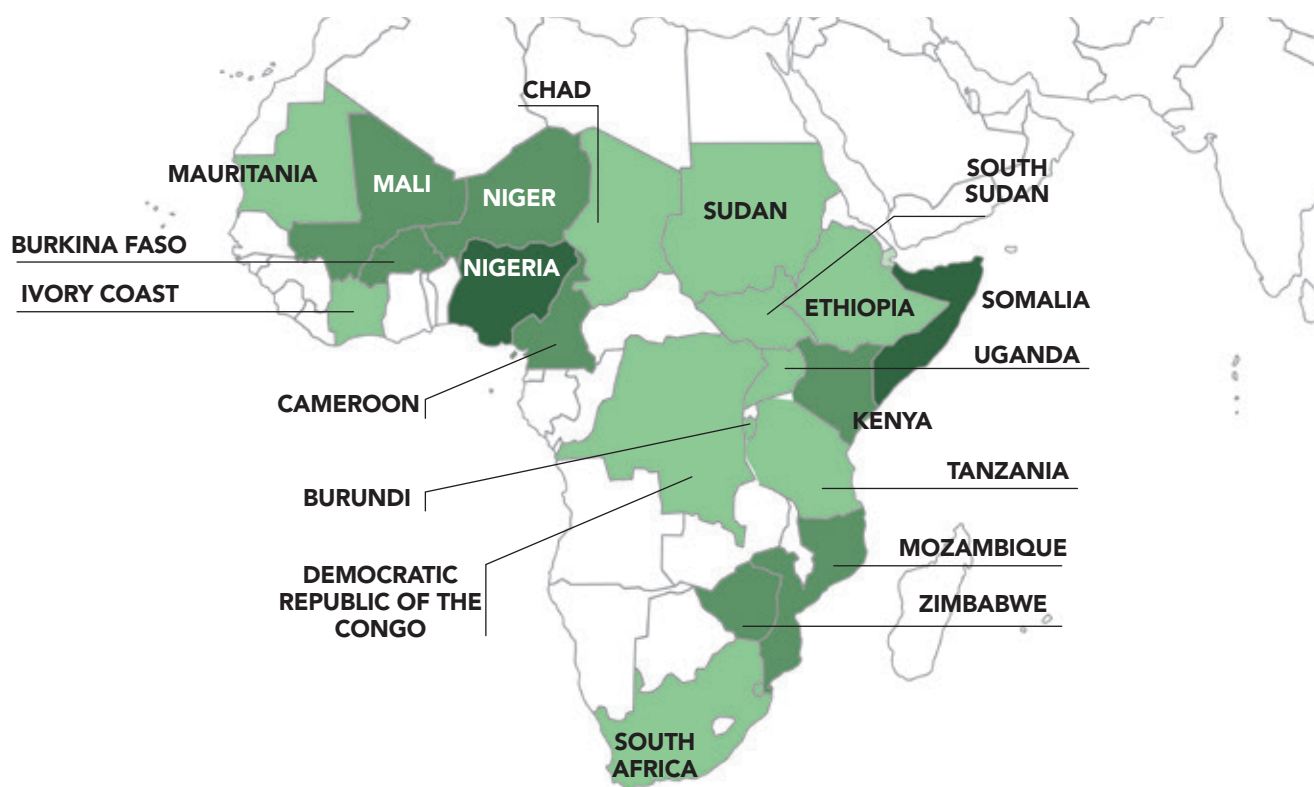 CHAD
MAURITANIA
MALI
NIGER
SOUTH
SUDAN
SUDAN
BURKINA FASO
NIGERIA
IVORY COAST
ETHIOPIA
SOMALIA
UGANDA
CAMEROON
KENYA
TANZANIA
BURUNDI
MOZAMBIQUE
DEMOCRATIC
REPUBLIC OF THE
CONGO
ZIMBABWE
SOUTH
AFRICA